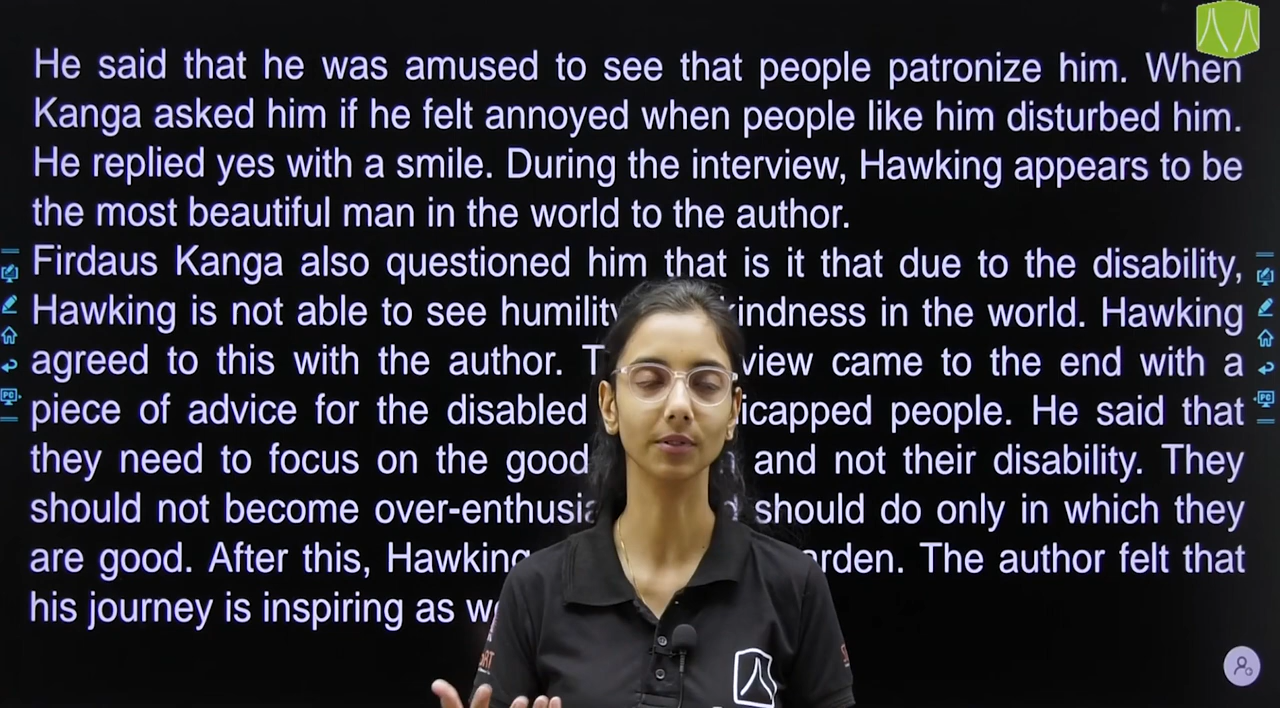 He said that he was amused to see that people patronize him. When
Kanga asked him if he felt annoyed when people like him disturbed him.
He replied yes with a smile. During the interview, Hawking appears to be
the most beautiful man in the world to the author.
Firdaus Kanga also questioned him that is it that due to the disability,
Hawking is not able to see humility kindness in the world. Hawking
agreed to this with the author. view came to the end with a
piece of advice for the disabled icapped people. He said that
they need to focus on the good and not their disability. They
should not become over-enthusia should do only in which they
are good. After this, Hawking arden. The author felt that
his journey is inspiring as we
PC
PC